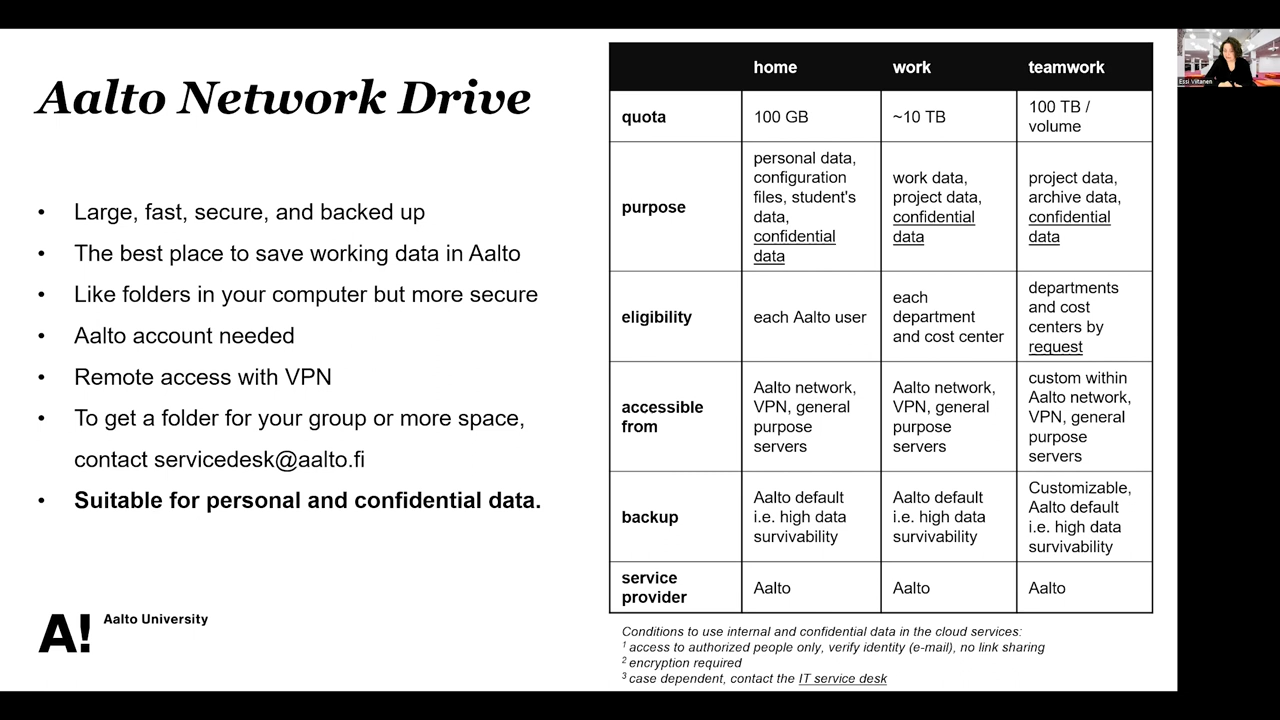 Aalto Network Drive
• Large, fast, secure, and backed up
• The best place to save working data in Aalto
• Like folders in your computer but more secure
• Aalto account needed
• Remote access with VPN
• To get a folder for your group or more space,
contact servicedesk@aalto.fi
• Suitable for personal and confidential data.
A! Aalto University
home work teamwork
quota
100 GB
~10 TB
100 TB /
volume
purpose
personal data,
configuration
files, student's
data,
confidential
data
work data,
project data,
confidential
data
project data,
archive data,
confidential
data
eligibility
each Aalto user
each
department
and cost center
departments
and cost
centers by
request
accessible
from
Aalto network,
VPN, general
purpose
servers
Aalto network,
VPN, general
purpose
servers
custom within
Aalto network,
VPN, general
purpose
servers
backup
Aalto default
i.e. high data
survivability
Aalto default
i.e. high data
survivability
Customizable,
Aalto default
i.e. high data
survivability
service
provider
Aalto
Aalto
Aalto
Conditions to use internal and confidential data in the cloud services:
1 access to authorized people only, verify identity (e-mail), no link sharing
2 encryption required
3 case dependent, contact the IT service desk
Essi Viitanen